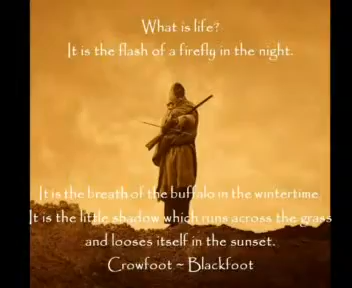 What is life?
It is the flash of a firefly in the night.
It is the breath of the buffalo in the wintertime
It is the little shadow which runs across the grass
and looses itself in the sunset.
Crowfoot ~ Blackfoot